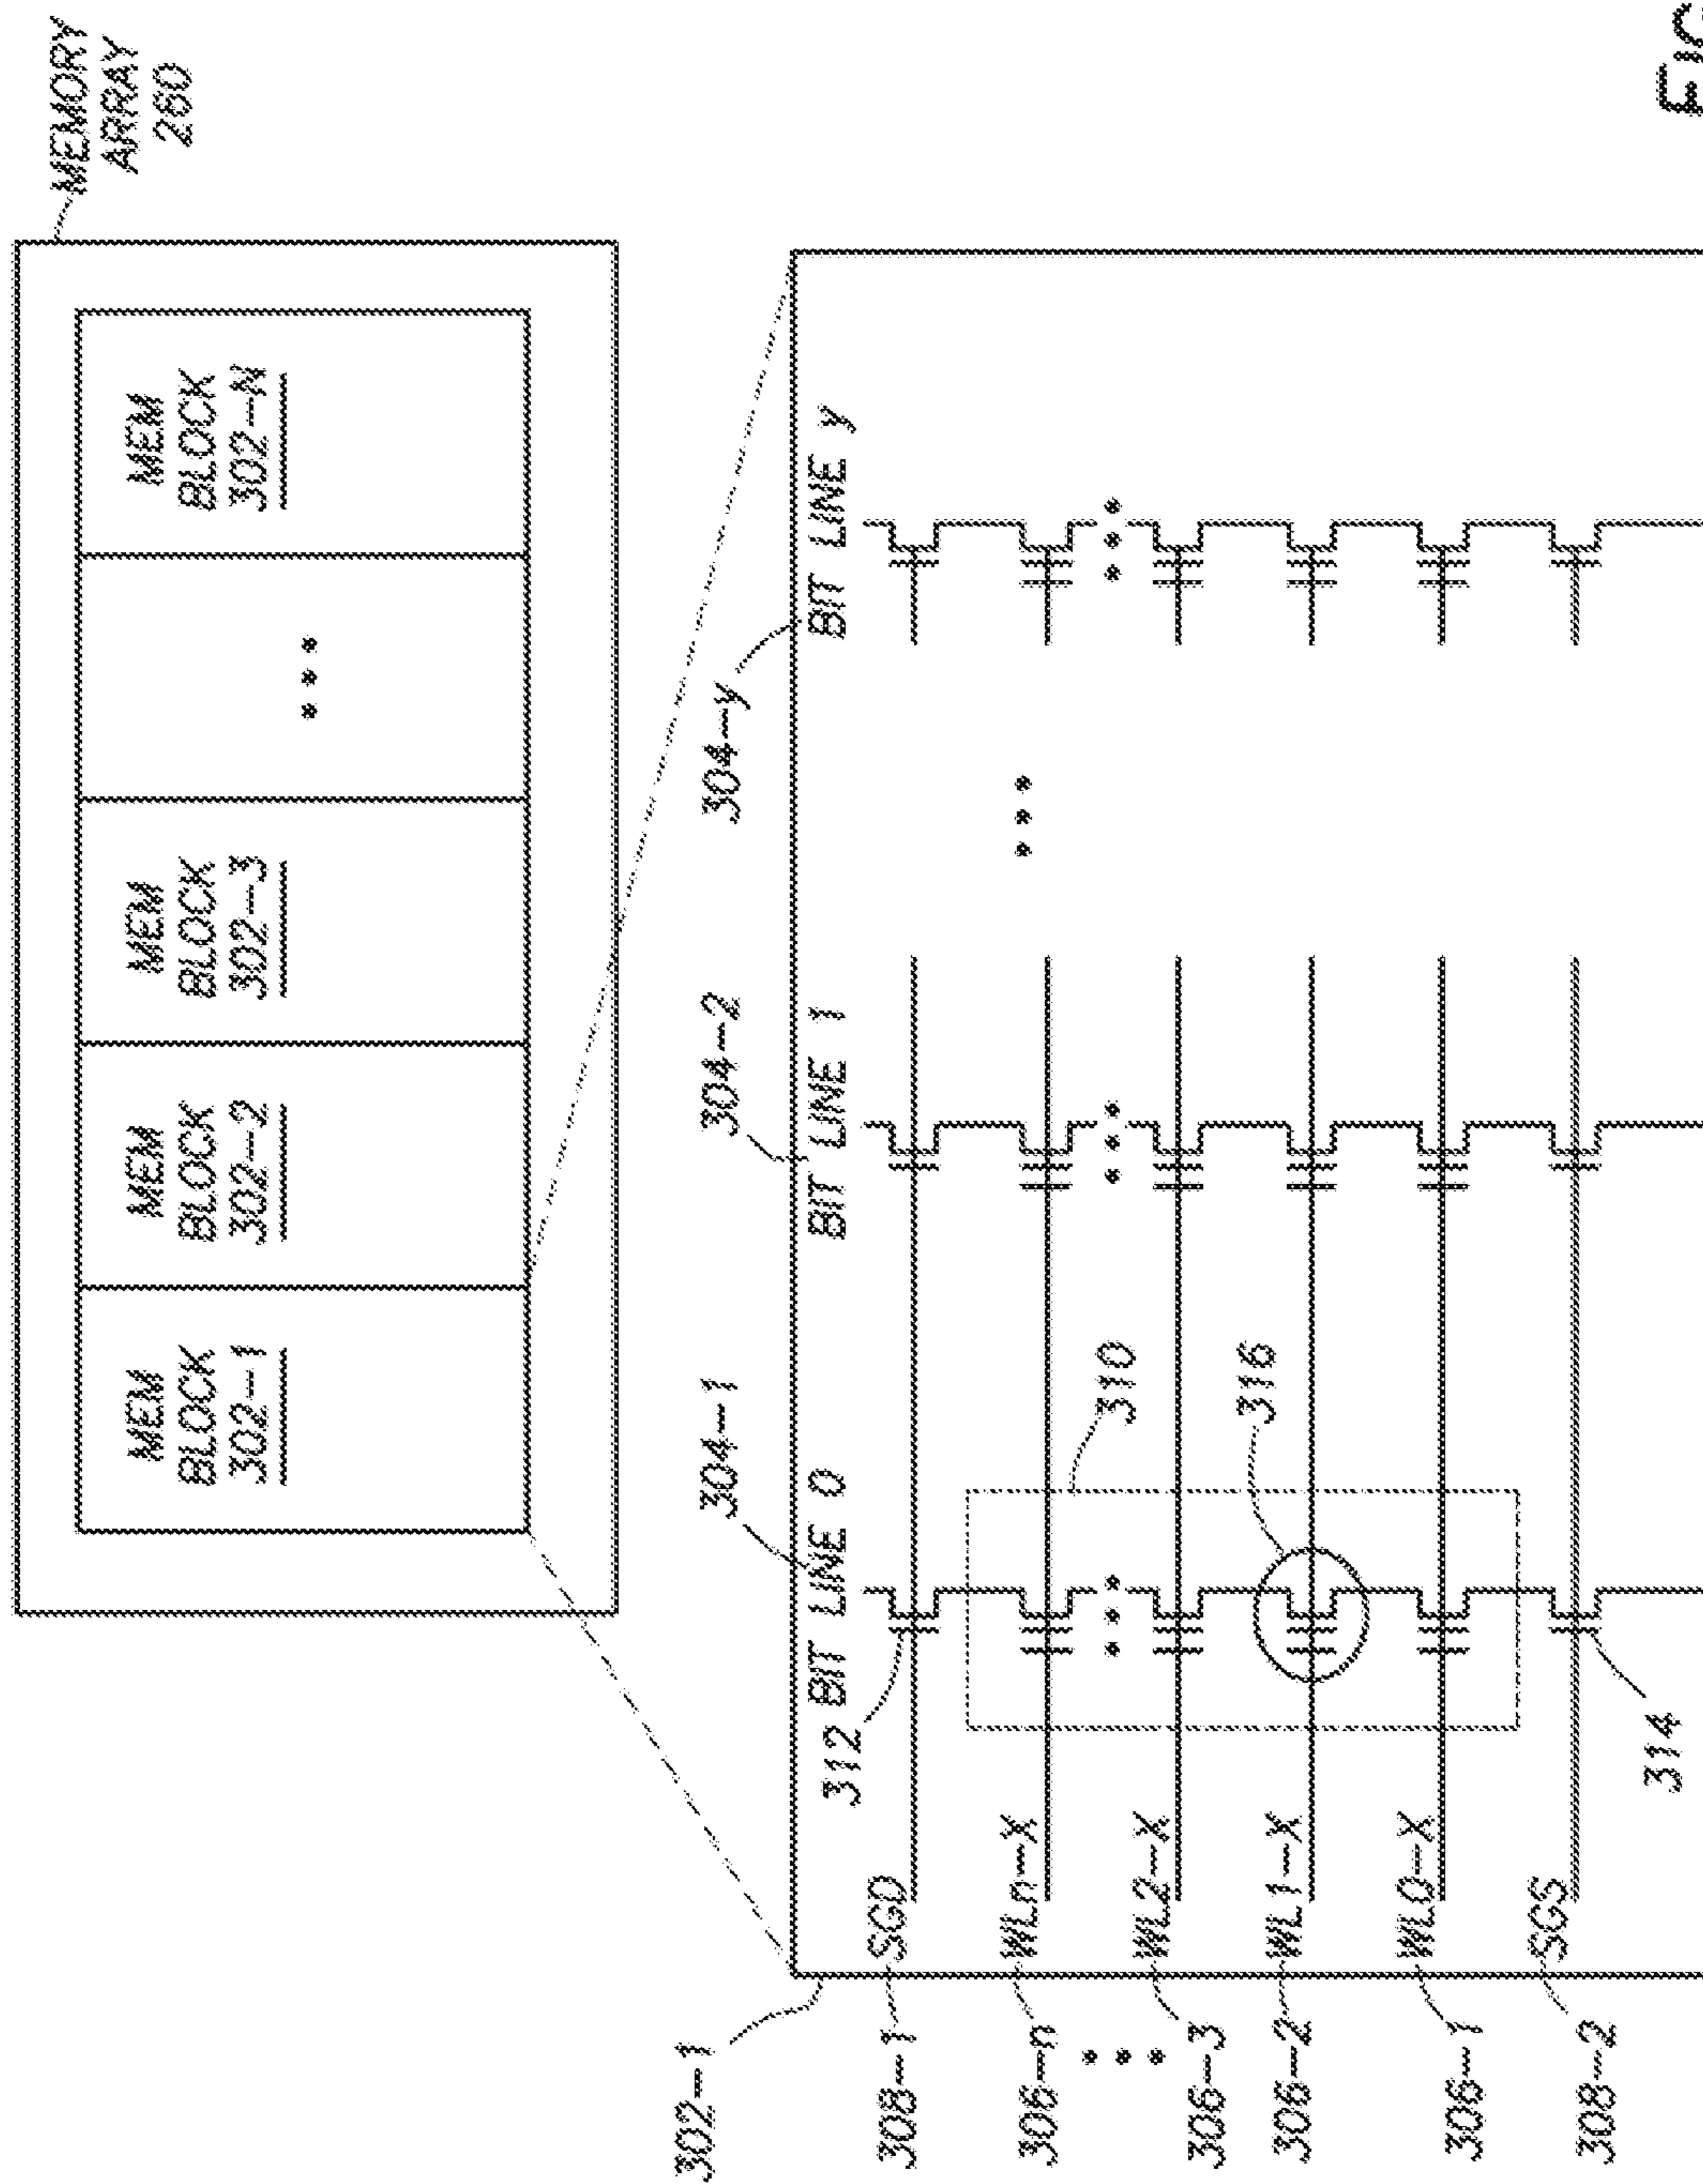 MEMORY
ARRAY
260
MEM
BLOCK
302-1
MEM
BLOCK
302-2
MEM
BLOCK
302-3
MEM
BLOCK
302-N
302-1
304-1
304-2
304-y
BIT LINE 0
BIT LINE 1
BIT LINE y
312
308-1
SGD
310
306-n
WLn-X
306-3
WL2-X
316
306-2
WL1-X
306-1
WL0-X
308-2
SGS
314